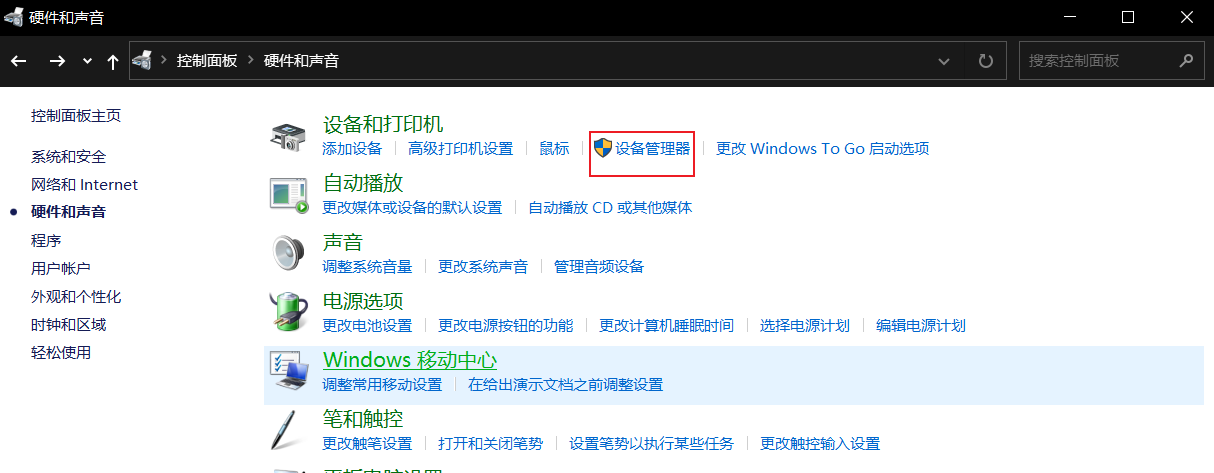 硬件和声音
控制面板 硬件和声音 搜索控制面板
控制面板主页
系统和安全
网络和 Internet
硬件和声音
程序
用户帐户
外观和个性化
时钟和区域
轻松使用
设备和打印机
添加设备 高级打印机设置 鼠标 设备管理器 更改 Windows To Go 启动选项
自动播放
更改媒体或设备的默认设置 自动播放 CD 或其他媒体
声音
调整系统音量 更改系统声音 管理音频设备
电源选项
更改电池设置 更改电源按钮的功能 更改计算机睡眠时间 选择电源计划 编辑电源计划
Windows 移动中心
调整常用移动设置 在给出演示文档之前调整设置
笔和触控
更改触笔设置 打开和关闭笔势 设置笔势以执行某些任务 更改触控输入设置